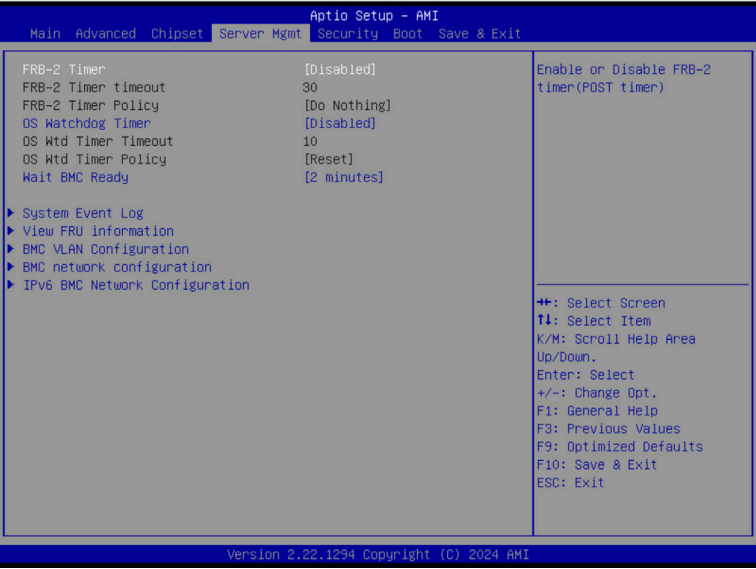 Aptio Setup – AMI
Main Advanced Chipset Server Mgmt Security Boot Save & Exit
FRB-2 Timer [Disabled]
FRB-2 Timer timeout 30
FRB-2 Timer Policy [Do Nothing]
OS Watchdog Timer [Disabled]
OS Wtd Timer Timeout 10
OS Wtd Timer Policy [Reset]
Wait BMC Ready [2 minutes]
System Event Log
View FRU information
BMC VLAN Configuration
BMC network configuration
IPv6 BMC Network Configuration
Enable or Disable FRB-2
timer(POST timer)
→←: Select Screen
↑↓: Select Item
K/M: Scroll Help Area
Up/Down.
Enter: Select
+/-: Change Opt.
F1: General Help
F3: Previous Values
F9: Optimized Defaults
F10: Save & Exit
ESC: Exit
Version 2.22.1294 Copyright (C) 2024 AMI